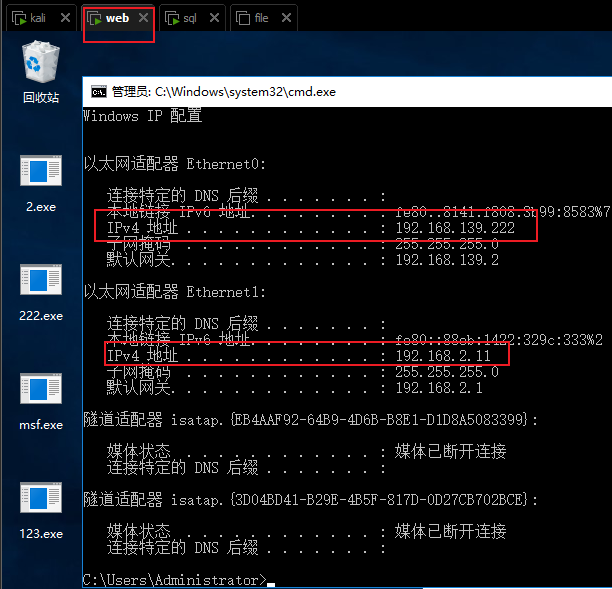 kali
web
sql
file
回收站
2.exe
222.exe
msf.exe
123.exe
管理员: C:\Windows\system32\cmd.exe
Windows IP 配置
以太网适配器 Ethernet0:
连接特定的 DNS 后缀 . . . . . . . :
本地链接 IPv6 地址. . . . . . . . : fe80::8141:f808:3b99:8583%7
IPv4 地址 . . . . . . . . . . . . : 192.168.139.222
子网掩码 . . . . . . . . . . . . : 255.255.255.0
默认网关. . . . . . . . . . . . . : 192.168.139.2
以太网适配器 Ethernet1:
连接特定的 DNS 后缀 . . . . . . . :
本地链接 IPv6 地址. . . . . . . . : fe80::88eb:1422:329c:333%2
IPv4 地址 . . . . . . . . . . . . : 192.168.2.11
子网掩码 . . . . . . . . . . . . : 255.255.255.0
默认网关. . . . . . . . . . . . . : 192.168.2.1
隧道适配器 isatap.{EB4AAF92-64B9-4D6B-B8E1-D1D8A5083399}:
媒体状态 . . . . . . . . . . . . : 媒体已断开连接
连接特定的 DNS 后缀 . . . . . . . :
隧道适配器 isatap.{3D04BD41-B29E-4B5F-817D-0D27CB702BCE}:
媒体状态 . . . . . . . . . . . . : 媒体已断开连接
连接特定的 DNS 后缀 . . . . . . . :
C:\Users\Administrator>